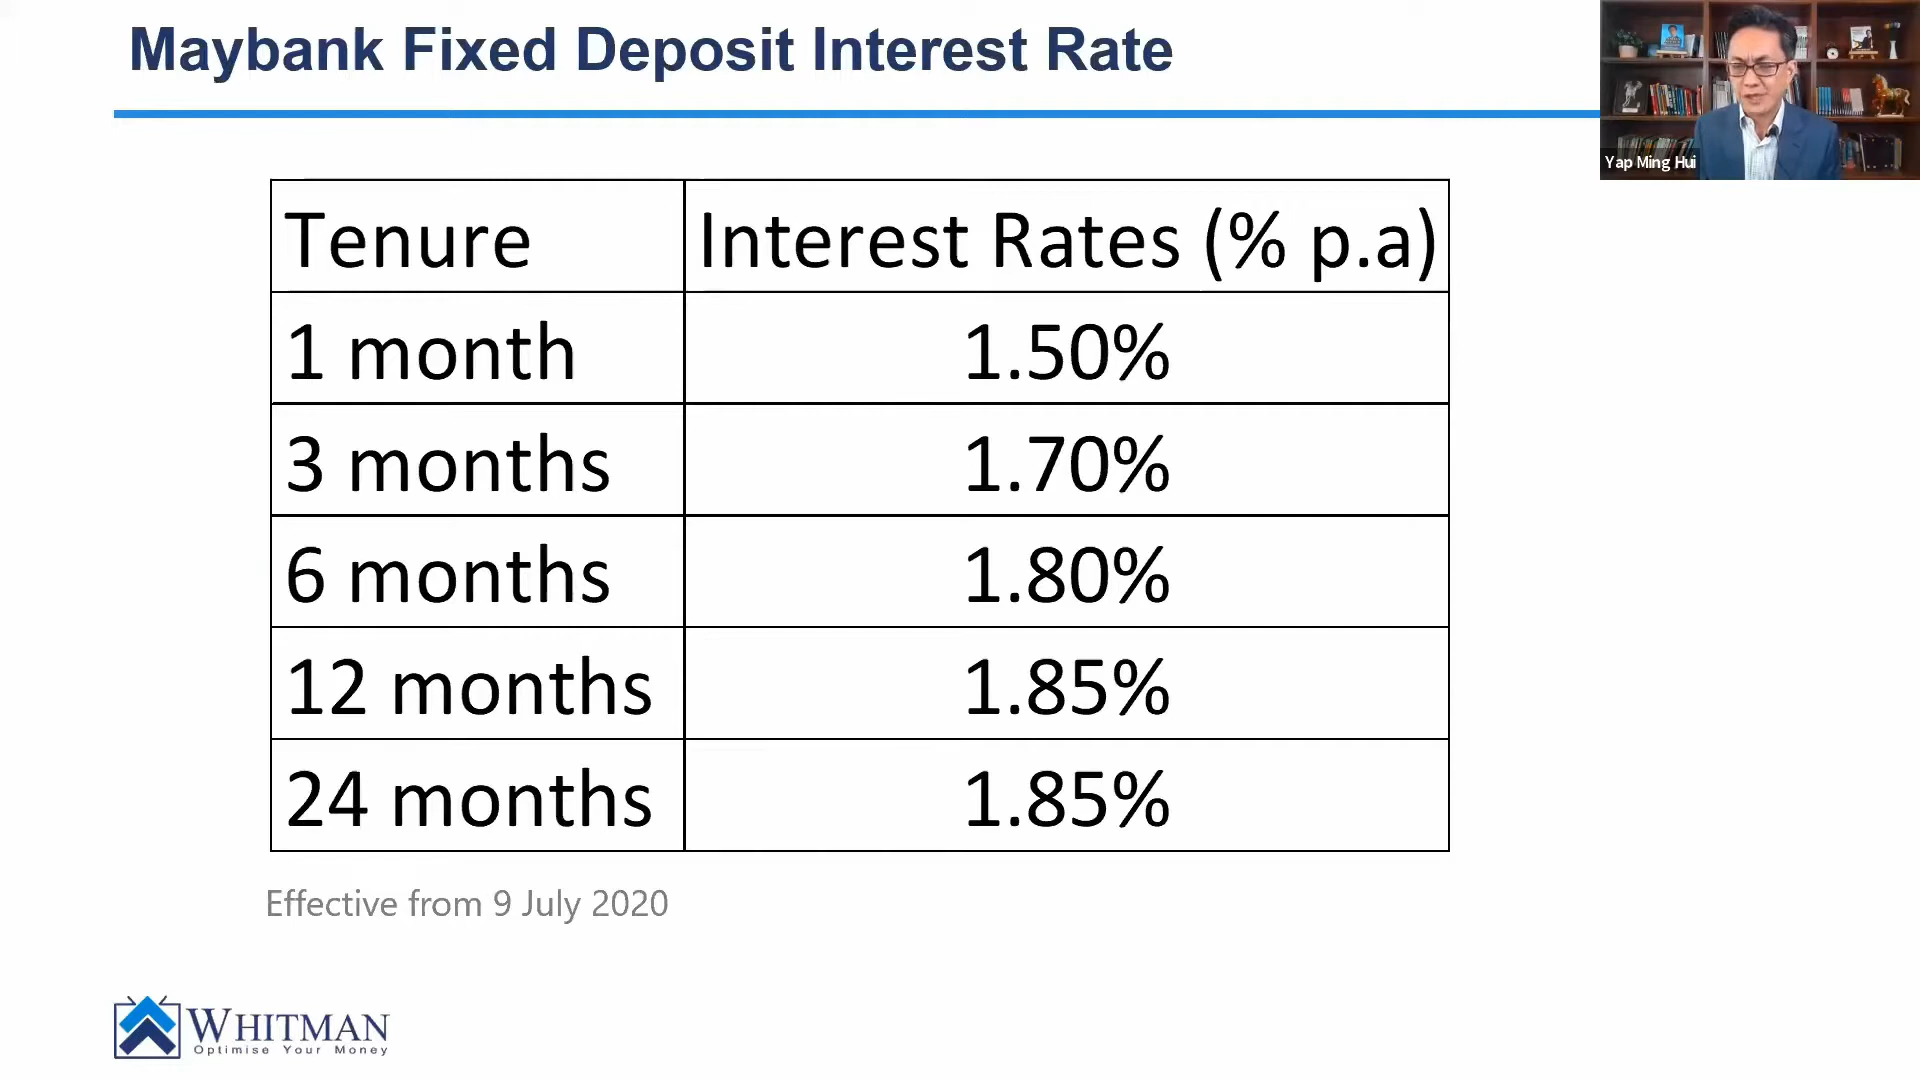 Maybank Fixed Deposit Interest Rate
Yap Ming Hui
Tenure Interest Rates (% p.a)
1 month 1.50%
3 months 1.70%
6 months 1.80%
12 months 1.85%
24 months 1.85%
Effective from 9 July 2020
WHITMAN
Optimise Your Money